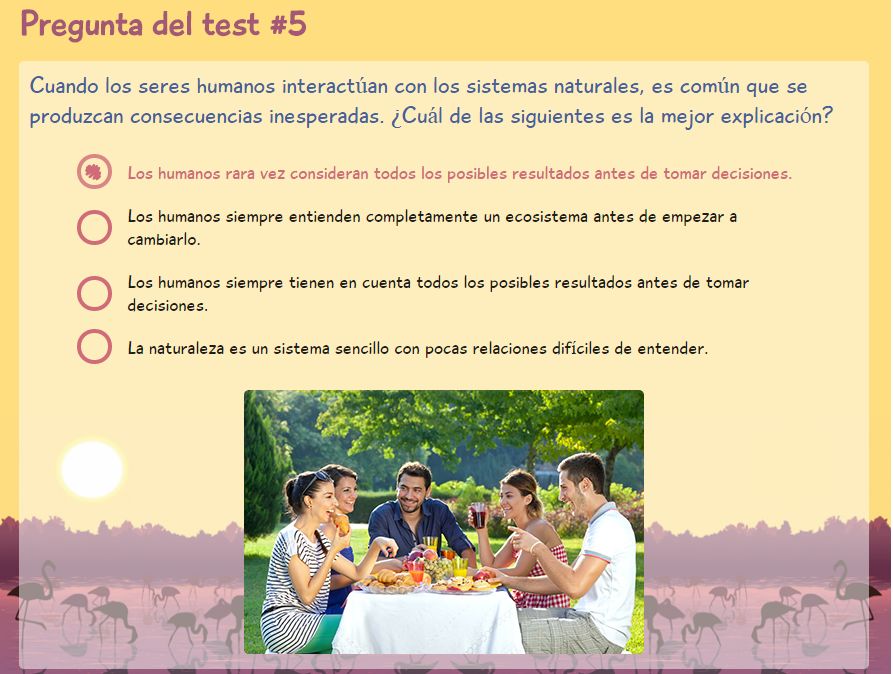 Pregunta del test #5
Cuando los seres humanos interactúan con los sistemas naturales, es común que se
produzcan consecuencias inesperadas. ¿Cuál de las siguientes es la mejor explicación?
Los humanos rara vez consideran todos los posibles resultados antes de tomar decisiones.
Los humanos siempre entienden completamente un ecosistema antes de empezar a
cambiarlo.
Los humanos siempre tienen en cuenta todos los posibles resultados antes de tomar
decisiones.
La naturaleza es un sistema sencillo con pocas relaciones difíciles de entender.